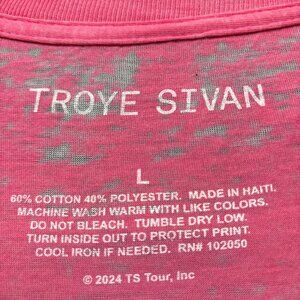 TROYE SIVAN
L
60% COTTON 40% POLYESTER. MADE IN HAITI.
MACHINE WASH WARM WITH LIKE COLORS.
DO NOT BLEACH. TUMBLE DRY LOW.
TURN INSIDE OUT TO PROTECT PRINT.
COOL IRON IF NEEDED. RN# 102050
© 2024 TS Tour, Inc